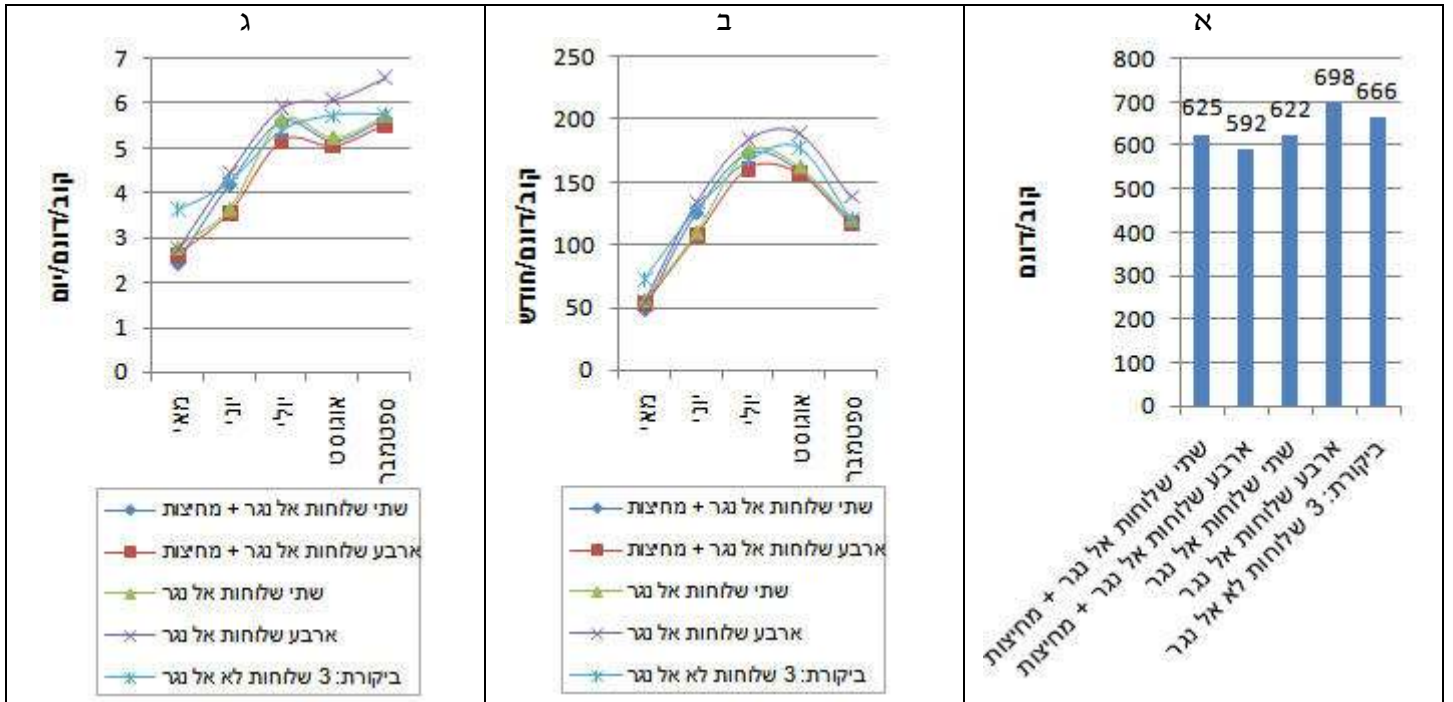 א
800
700
600
500
400
300
200
100
0
625
592
622
698
666
קוב/דונם
שתי שלוחות אל נגר + מחיצות
ארבע שלוחות אל נגר + מחיצות
שתי שלוחות אל נגר
ארבע שלוחות אל נגר
ביקורת: 3 שלוחות לא אל נגר
ב
250
200
150
100
50
0
קוב/דונם/חודש
מאי
יוני
יולי
אוגוסט
ספטמבר
שתי שלוחות אל נגר + מחיצות
ארבע שלוחות אל נגר + מחיצות
שתי שלוחות אל נגר
ארבע שלוחות אל נגר
ביקורת: 3 שלוחות לא אל נגר
ג
7
6
5
4
3
2
1
0
קוב/דונם/יום
מאי
יוני
יולי
אוגוסט
ספטמבר
שתי שלוחות אל נגר + מחיצות
ארבע שלוחות אל נגר + מחיצות
שתי שלוחות אל נגר
ארבע שלוחות אל נגר
ביקורת: 3 שלוחות לא אל נגר